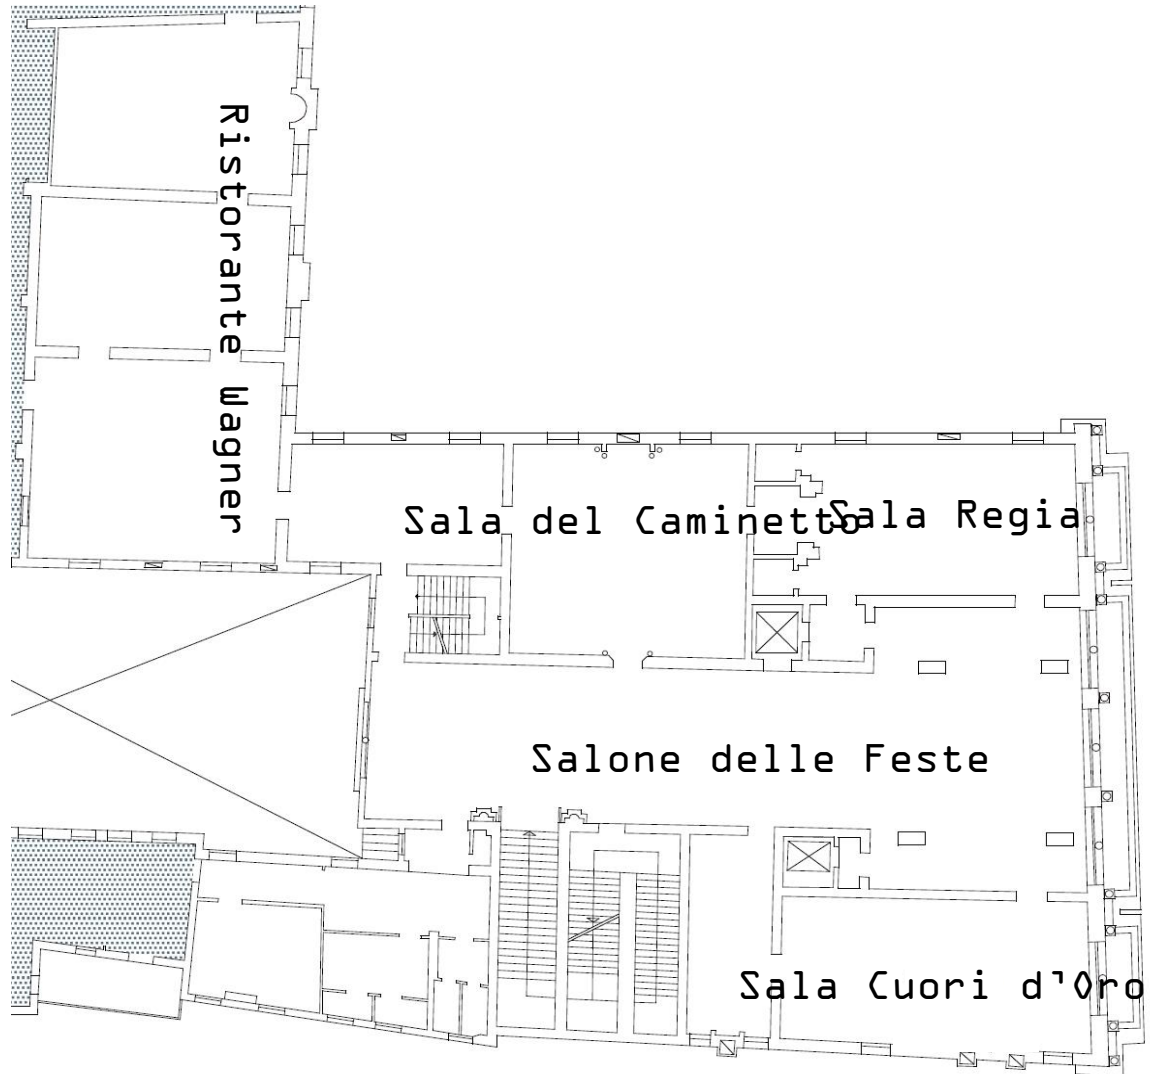 Ristorante Wagner
Sala del Caminetto
Sala Regia
Salone delle Feste
Sala Cuori d'Oro